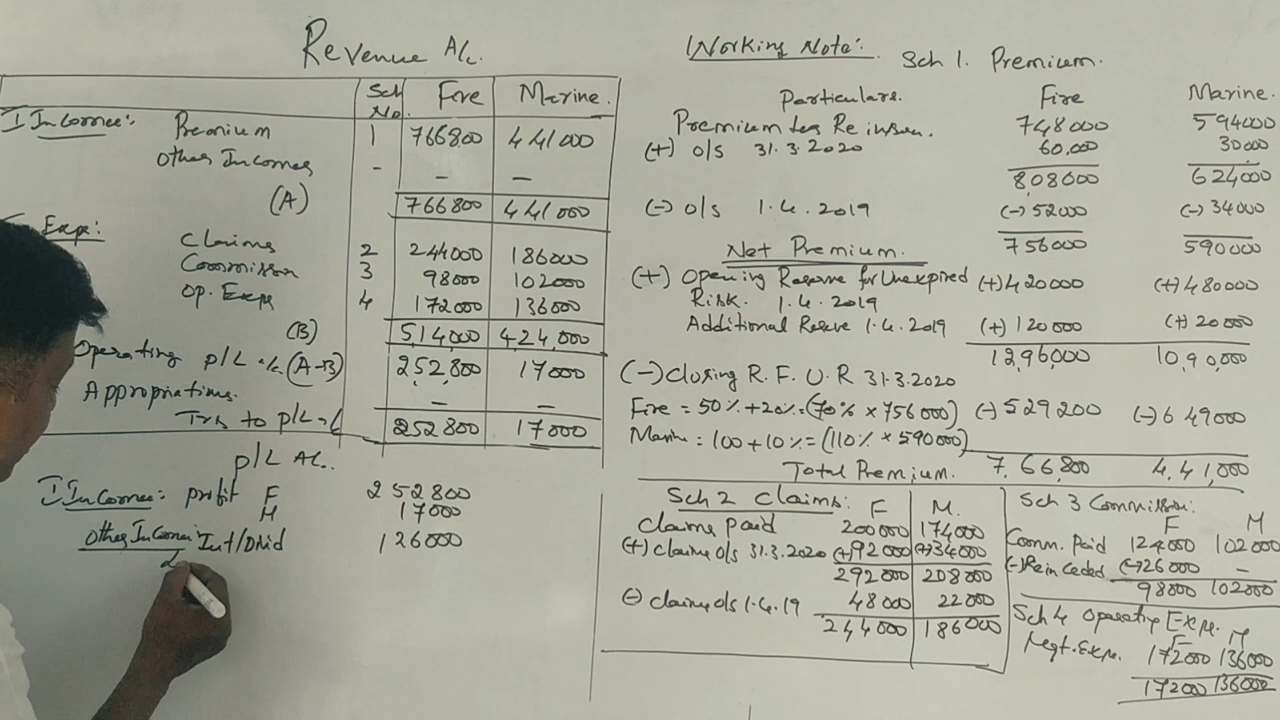 Revenue A/c.
Sch No. Fire Marine.
I Incomes: Premium 1 766800 441000
Other Incomes - - -
(A) 766800 441000
Exp:
Claims 2 244000 186000
Commission 3 98000 102000
Op. Exps 4 172000 136000
(B) 514000 424,000
Operating P/L a/c (A-B) 252,800 17000
Appropriations. - -
Trs to P/L a/c 252800 17000
P/L Ac..
I Incomes: profit F 252800
M 17000
Other Incomes Int/Divid 126000
Working Note:
Sch 1. Premium.
Particulars. Fire Marine.
Premium less Reinsu. 748000 594000
(+) O/S 31.3.2020 60,000 30000
808000 624000
(-) O/S 1.4.2019 (-) 52000 (-) 34000
Net Premium. 756000 590000
(+) Opening Reserve for Unexpired (+) 420000 (+) 480000
Risk. 1.4.2019
Additional Reserve 1.4.2019 (+) 120000 (+) 20000
12,96,000 10,90,000
(-) Closing R.F.U.R 31.3.2020
Fire = 50% + 20% = (70% × 756000) (-) 529200 (-) 649000
Marine = 100 + 10% = (110% × 590000)
Total Premium. 7,66,800 4,41,000
Sch 2 Claims: F M.
Claims Paid 200000 174000
(+) Claims O/S 31.3.2020 (+) 92000 (+) 34000
292000 208000
(-) Claims O/S 1.4.19 48000 22000
244000 186000
Sch 3 Commission:
F M
Comm. Paid 124000 102000
(-) Rein Ceded (-) 26000 -
98000 102000
Sch 4 Operating Exps.
F M
Mgt. Exps. 172000 136000
172000 136000